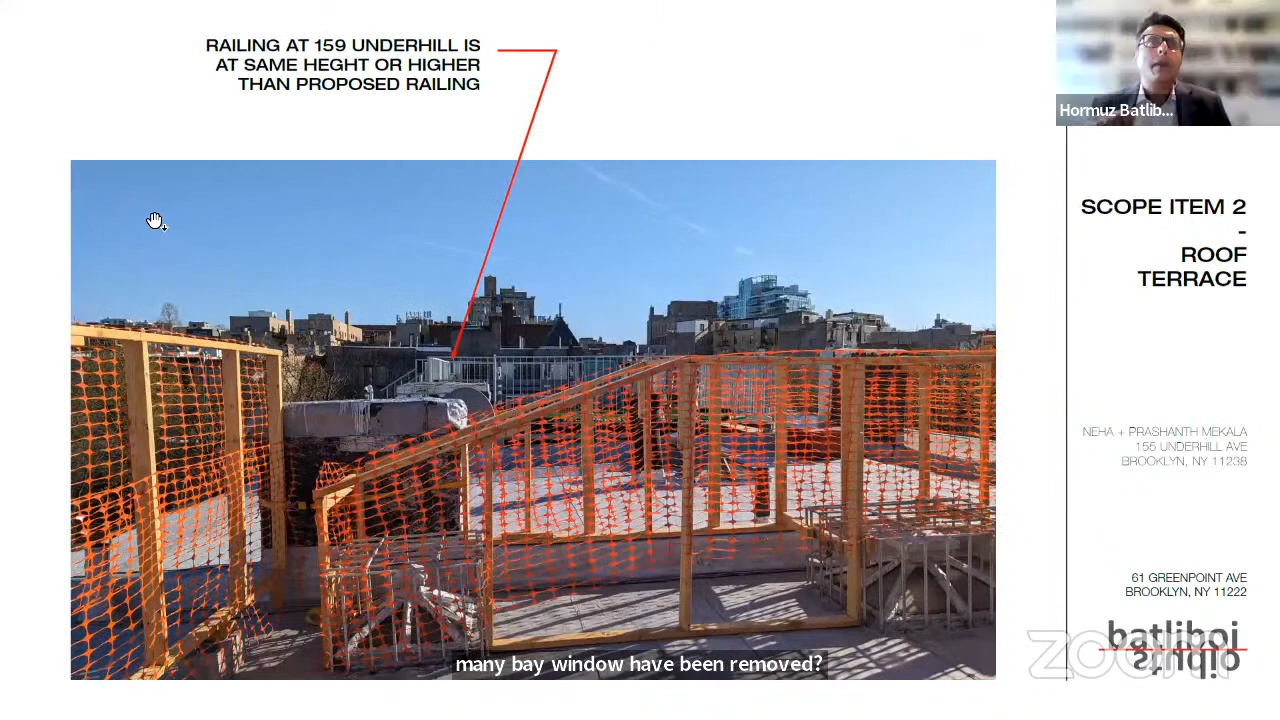 RAILING AT 159 UNDERHILL IS
AT SAME HEGHT OR HIGHER
THAN PROPOSED RAILING
Hormuz Batlib...
SCOPE ITEM 2
-
ROOF
TERRACE
NEHA + PRASHANTH MEKALA
155 UNDERHILL AVE
BROOKLYN, NY 11238
61 GREENPOINT AVE
BROOKLYN, NY 11222
batliboi
studio
zoom
many bay window have been removed?